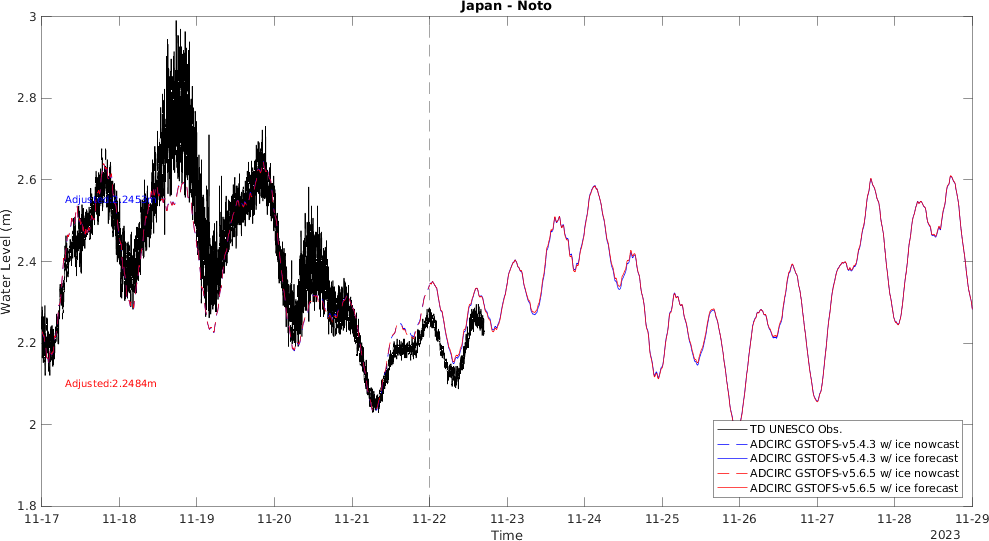 Japan - Noto
Water Level (m)
3
2.8
2.6
2.4
2.2
2
1.8
Adjusted:2.2484m
TD UNESCO Obs.
ADCIRC GSTOFS-v5.4.3 w/ ice nowcast
ADCIRC GSTOFS-v5.4.3 w/ ice forecast
ADCIRC GSTOFS-v5.6.5 w/ ice nowcast
ADCIRC GSTOFS-v5.6.5 w/ ice forecast
11-17 11-18 11-19 11-20 11-21 11-22 11-23 11-24 11-25 11-26 11-27 11-28 11-29
Time
2023